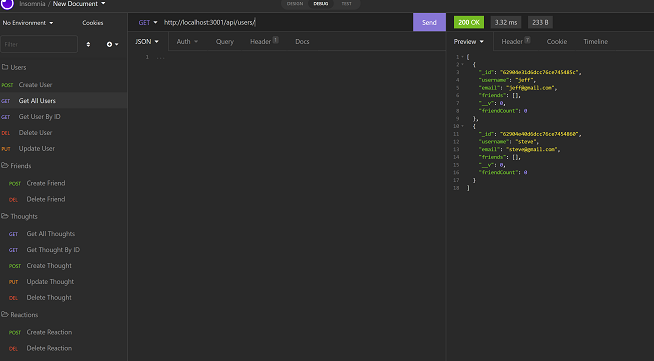 Insomnia / New Document
DESIGN DEBUG TEST
No Environment Cookies
GET http://localhost:3001/api/users/ Send
200 OK 3.32 ms 233 B
Filter
JSON Auth Query Header 1 Docs
Preview Header 7 Cookie Timeline
Users
POST Create User
GET Get All Users
GET Get User By ID
DEL Delete User
PUT Update User
Friends
POST Create Friend
DEL Delete Friend
Thoughts
GET Get All Thoughts
GET Get Thought By ID
POST Create Thought
PUT Update Thought
DEL Delete Thought
Reactions
POST Create Reaction
DEL Delete Reaction
1 ...
1 [
2 {
3 "_id": "62904e31d6dcc76ce745485c",
4 "username": "jeff",
5 "email": "jeff@gmail.com",
6 "friends": [],
7 "__v": 0,
8 "friendCount": 0
9 },
10 {
11 "_id": "62904e40d6dcc76ce7454860",
12 "username": "steve",
13 "email": "steve@gmail.com",
14 "friends": [],
15 "__v": 0,
16 "friendCount": 0
17 }
18 ]